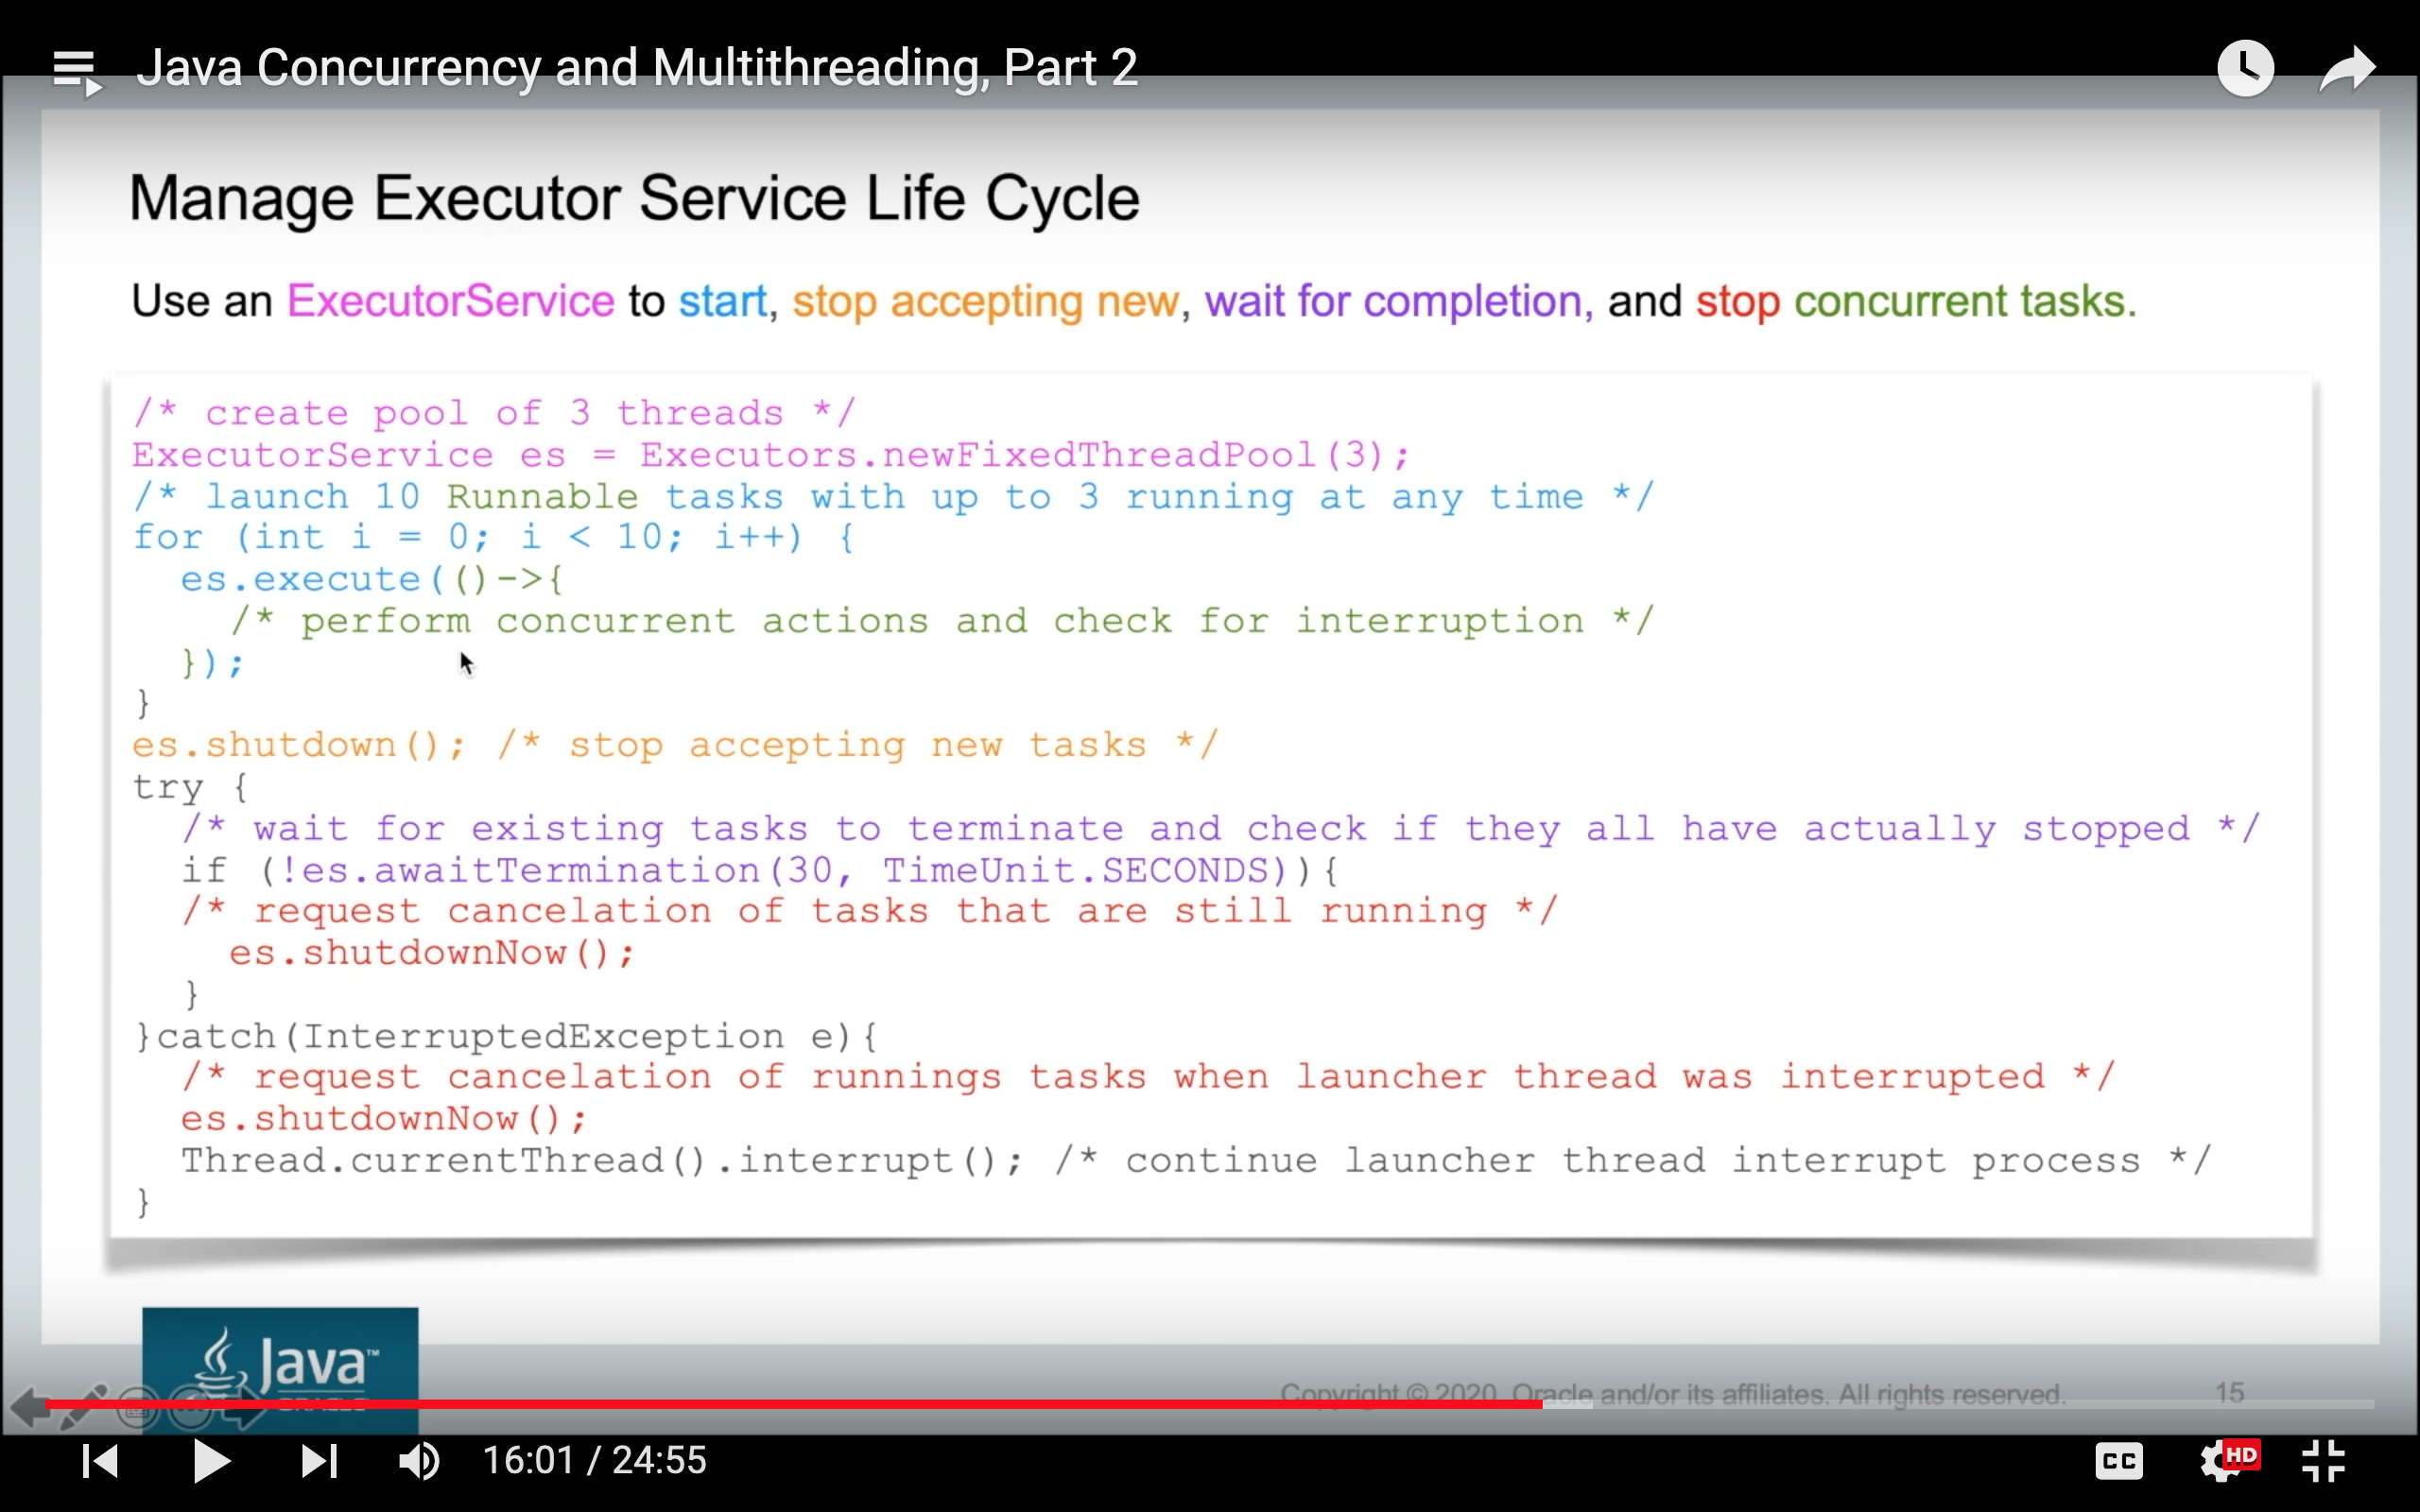 Java Concurrency and Multithreading, Part 2
Manage Executor Service Life Cycle
Use an ExecutorService to start, stop accepting new, wait for completion, and stop concurrent tasks.
/* create pool of 3 threads */
ExecutorService es = Executors.newFixedThreadPool(3);
/* launch 10 Runnable tasks with up to 3 running at any time */
for (int i = 0; i < 10; i++) {
  es.execute(()->{
    /* perform concurrent actions and check for interruption */
  });
}
es.shutdown(); /* stop accepting new tasks */
try {
  /* wait for existing tasks to terminate and check if they all have actually stopped */
  if (!es.awaitTermination(30, TimeUnit.SECONDS)){
  /* request cancelation of tasks that are still running */
    es.shutdownNow();
  }
}catch(InterruptedException e){
  /* request cancelation of runnings tasks when launcher thread was interrupted */
  es.shutdownNow();
  Thread.currentThread().interrupt(); /* continue launcher thread interrupt process */
}
Java™
Copyright © 2020, Oracle and/or its affiliates. All rights reserved. 15
16:01 / 24:55 CC HD